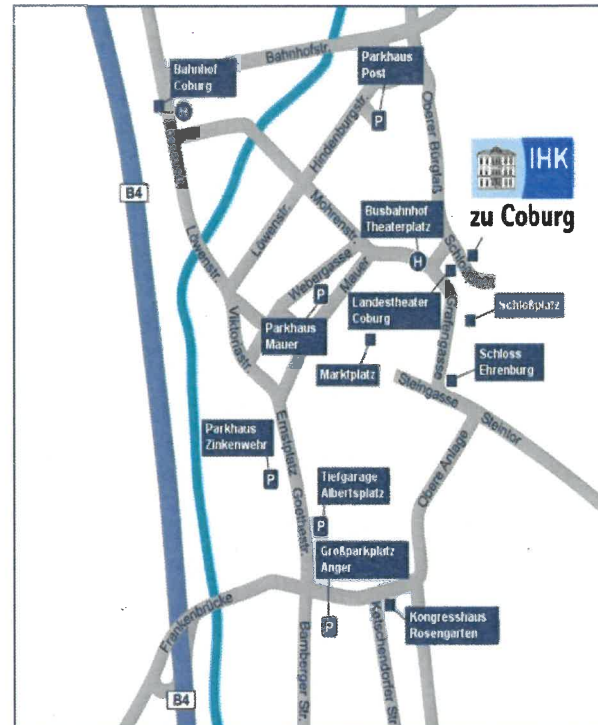 Bahnhofstr.
Bahnhof
Coburg
H
Parkhaus
Post
P
Oberer Bürglaß
Hindenburgstr.
IHK
zu Coburg
B4
Mohrenstr.
Busbahnhof
Theaterplatz
H
Löwenstr.
Löwenstr.
Webergasse
Mauer
P
Parkhaus
Mauer
Viktoriastr.
Landestheater
Coburg
Grafengasse
Schloßplatz
Marktplatz
Schloss
Ehrenburg
Steingasse
Steintor
Parkhaus
Zinkenwehr
P
Ernstplatz
Goethestr.
Tiefgarage
Albertsplatz
P
Obere Anlage
Großparkplatz
Anger
P
Frankenbrücke
Bamberger Str.
Ketschendorfer Str.
Kongresshaus
Rosengarten
B4